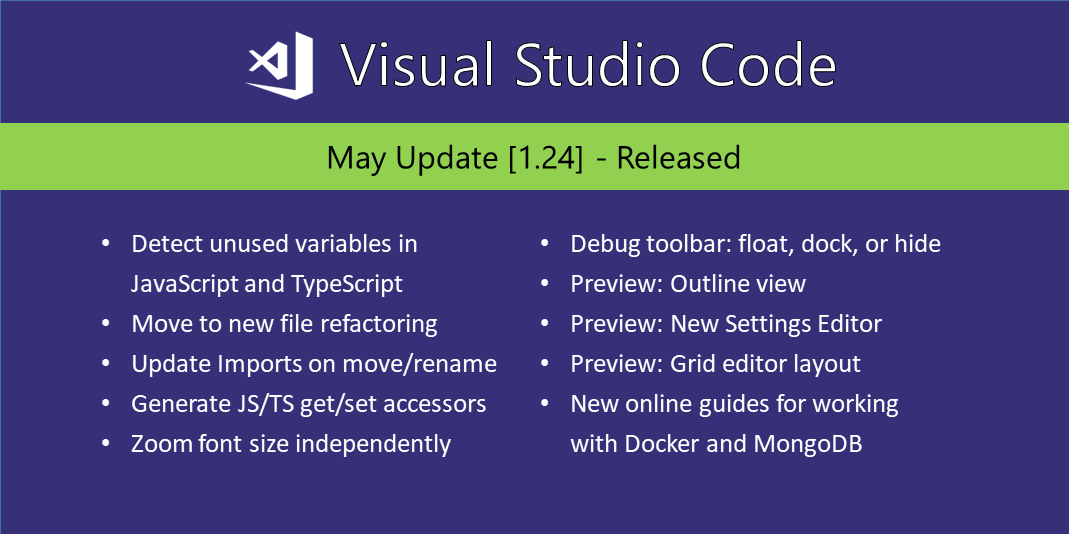 Visual Studio Code
May Update [1.24] - Released
• Detect unused variables in
JavaScript and TypeScript
• Move to new file refactoring
• Update Imports on move/rename
• Generate JS/TS get/set accessors
• Zoom font size independently
• Debug toolbar: float, dock, or hide
• Preview: Outline view
• Preview: New Settings Editor
• Preview: Grid editor layout
• New online guides for working
with Docker and MongoDB